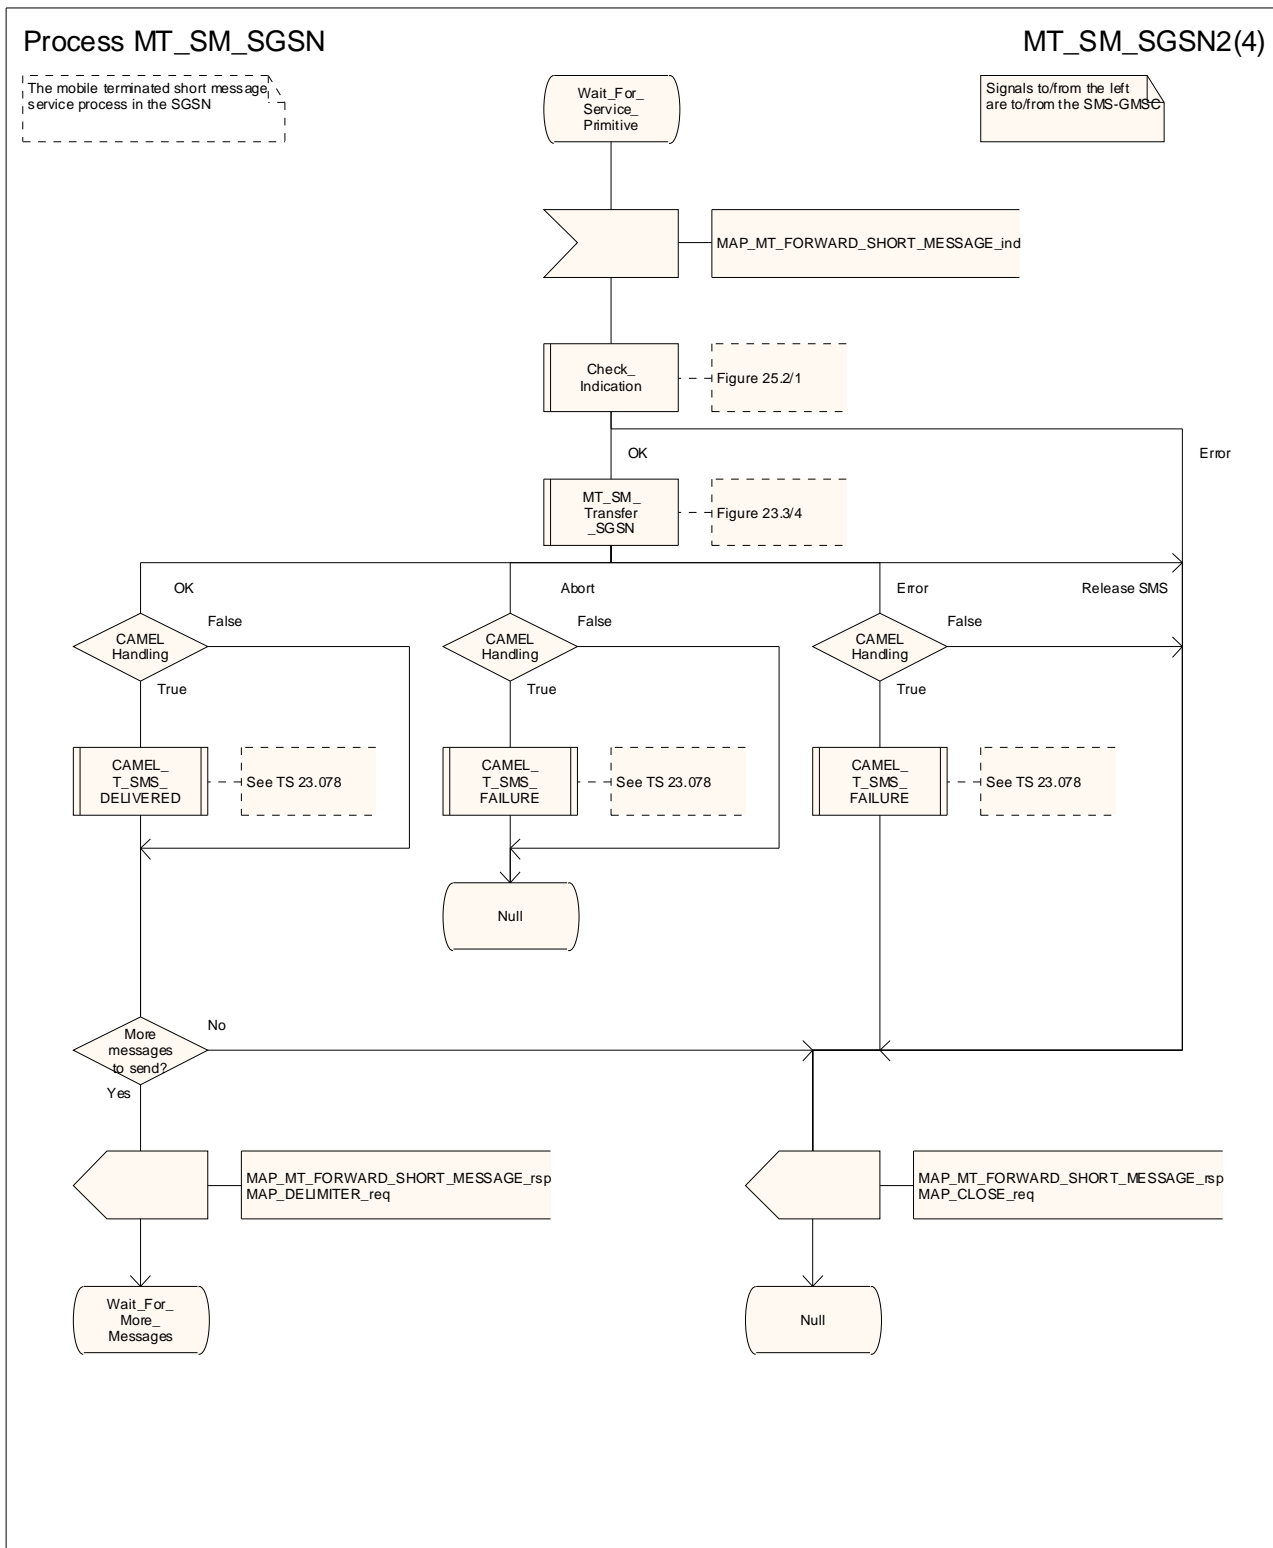 Process MT_SM_SGSN
MT_SM_SGSN2(4)
The mobile terminated short message
service process in the SGSN
Wait_For_
Service_
Primitive
Signals to/from the left
are to/from the SMS-GMSC
MAP_MT_FORWARD_SHORT_MESSAGE_ind
Check_
Indication
Figure 25.2/1
OK
Error
MT_SM_
Transfer
_SGSN
Figure 23.3/4
OK
Abort
Error
Release SMS
CAMEL
Handling
False
CAMEL
Handling
False
CAMEL
Handling
False
True
True
True
CAMEL_
T_SMS_
DELIVERED
See TS 23.078
CAMEL_
T_SMS_
FAILURE
See TS 23.078
CAMEL_
T_SMS_
FAILURE
See TS 23.078
Null
More
messages
to send?
No
Yes
MAP_MT_FORWARD_SHORT_MESSAGE_rsp
MAP_DELIMITER_req
MAP_MT_FORWARD_SHORT_MESSAGE_rsp
MAP_CLOSE_req
Wait_For_
More_
Messages
Null